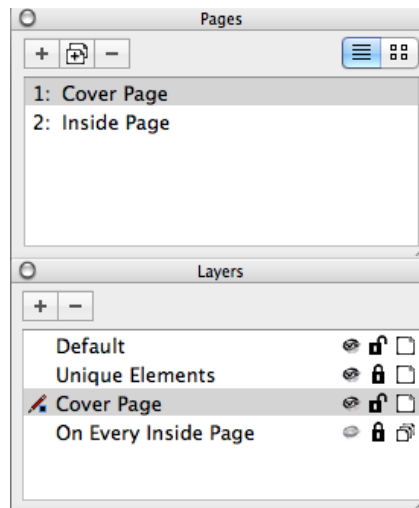 Pages
1: Cover Page
2: Inside Page
Layers
Default
Unique Elements
Cover Page
On Every Inside Page